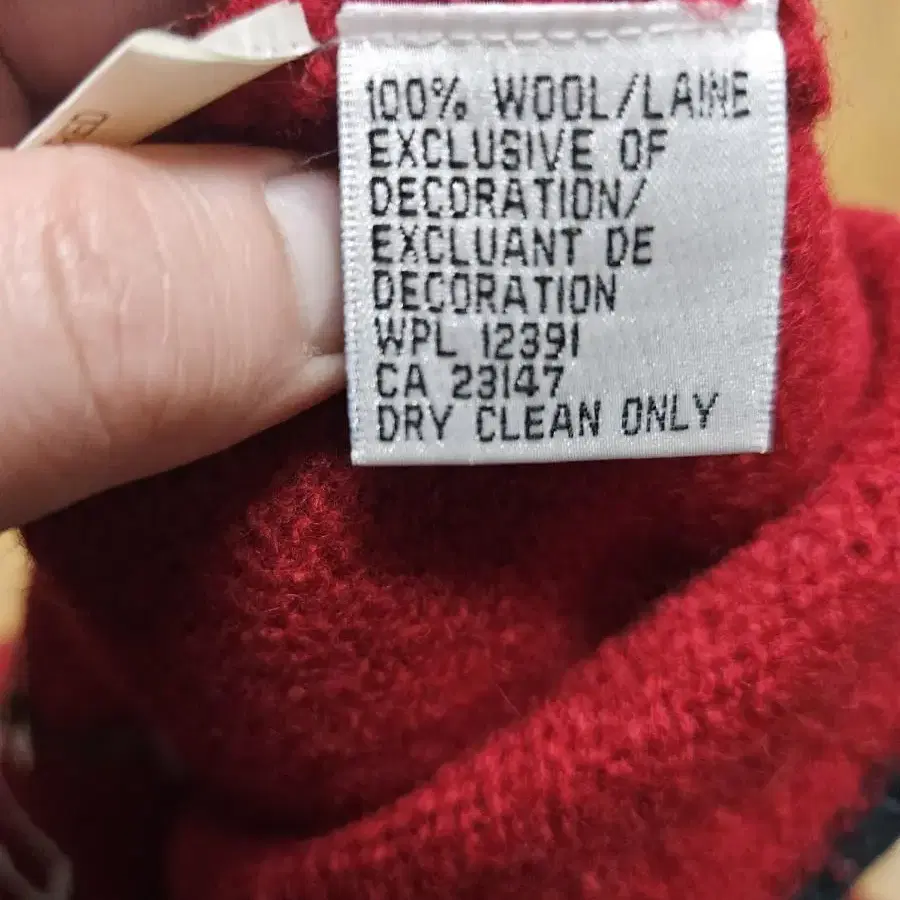 100% WOOL/LAINE
EXCLUSIVE OF
DECORATION/
EXCLUANT DE
DECORATION
WPL 12391
CA 23147
DRY CLEAN ONLY